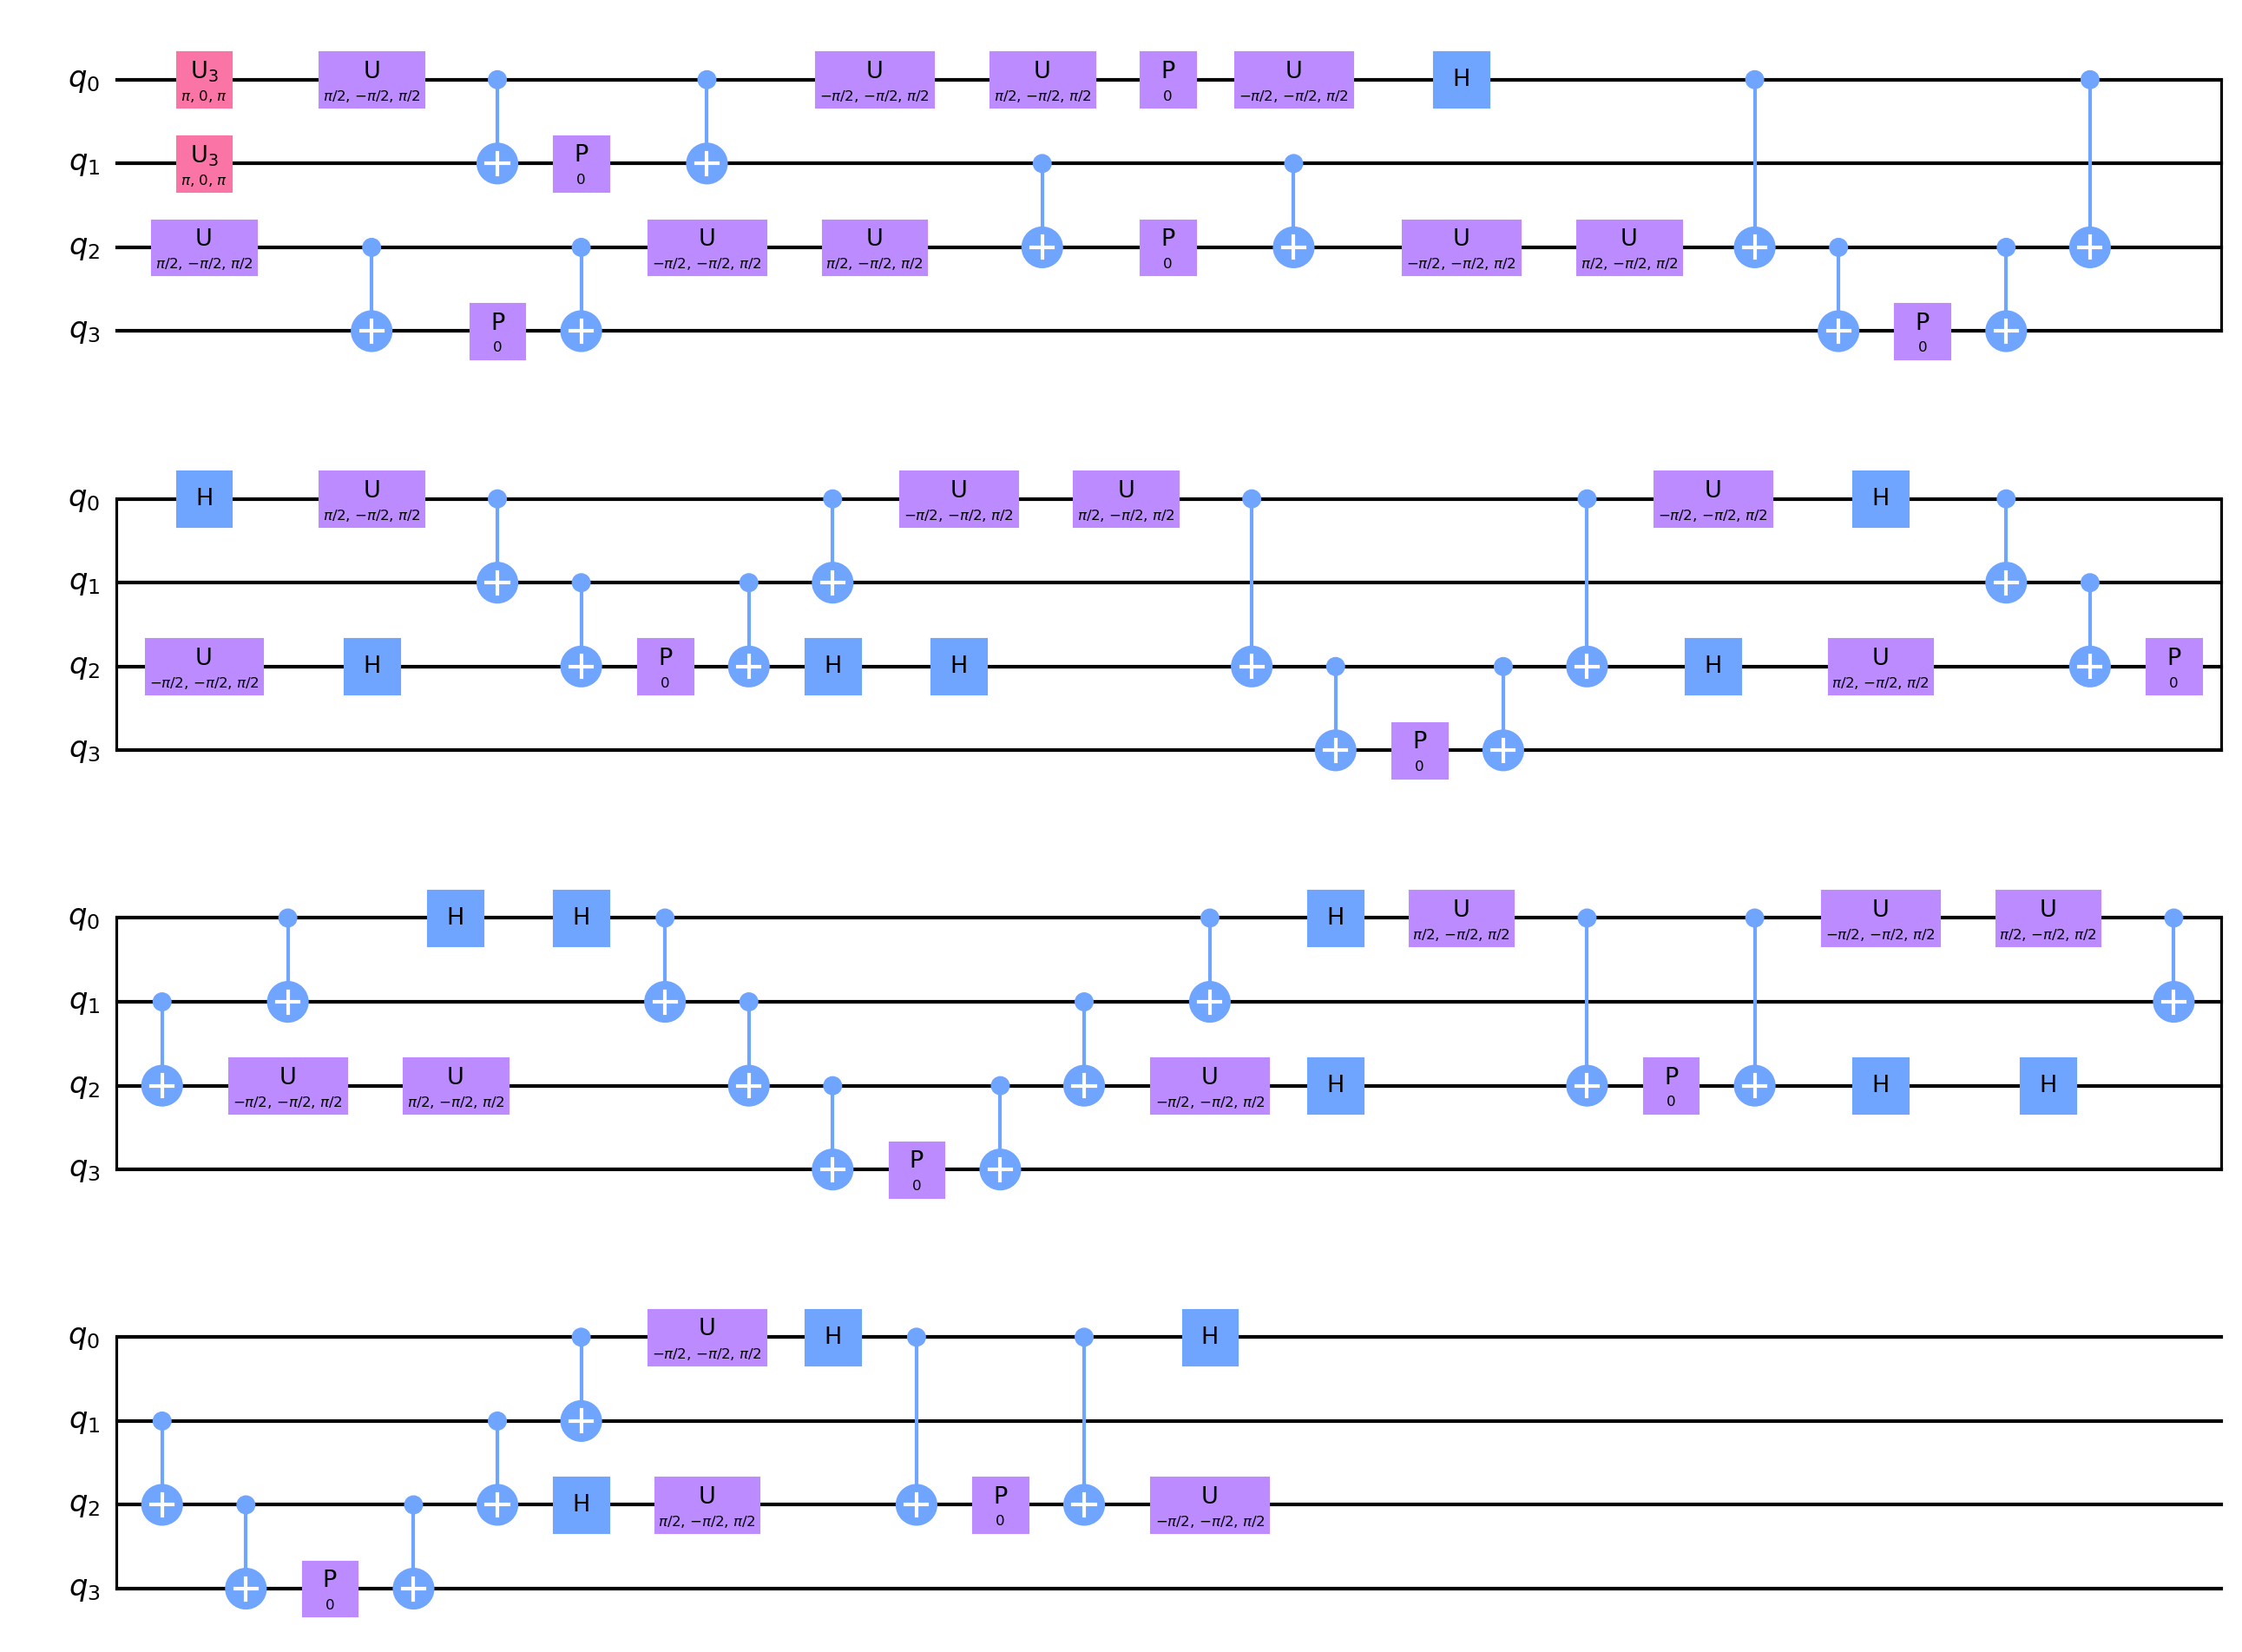 q0 U3 U U U P U H
π, 0, π π/2, −π/2, π/2 −π/2, −π/2, π/2 π/2, −π/2, π/2 0 −π/2, −π/2, π/2
q1 U3 P
π, 0, π 0
q2 U U U P U U
π/2, −π/2, π/2 −π/2, −π/2, π/2 π/2, −π/2, π/2 0 −π/2, −π/2, π/2 π/2, −π/2, π/2
q3 P P
0 0
q0 H U U U U H
π/2, −π/2, π/2 −π/2, −π/2, π/2 π/2, −π/2, π/2 −π/2, −π/2, π/2
q1
q2 U H P H H H U P
−π/2, −π/2, π/2 0 π/2, −π/2, π/2 0
q3 P
0
q0 H H H U U U
π/2, −π/2, π/2 −π/2, −π/2, π/2 π/2, −π/2, π/2
q1
q2 U U U H P H H
−π/2, −π/2, π/2 π/2, −π/2, π/2 −π/2, −π/2, π/2 0
q3 P
0
q0 U H H
−π/2, −π/2, π/2
q1
q2 H U P U
π/2, −π/2, π/2 0 −π/2, −π/2, π/2
q3 P
0